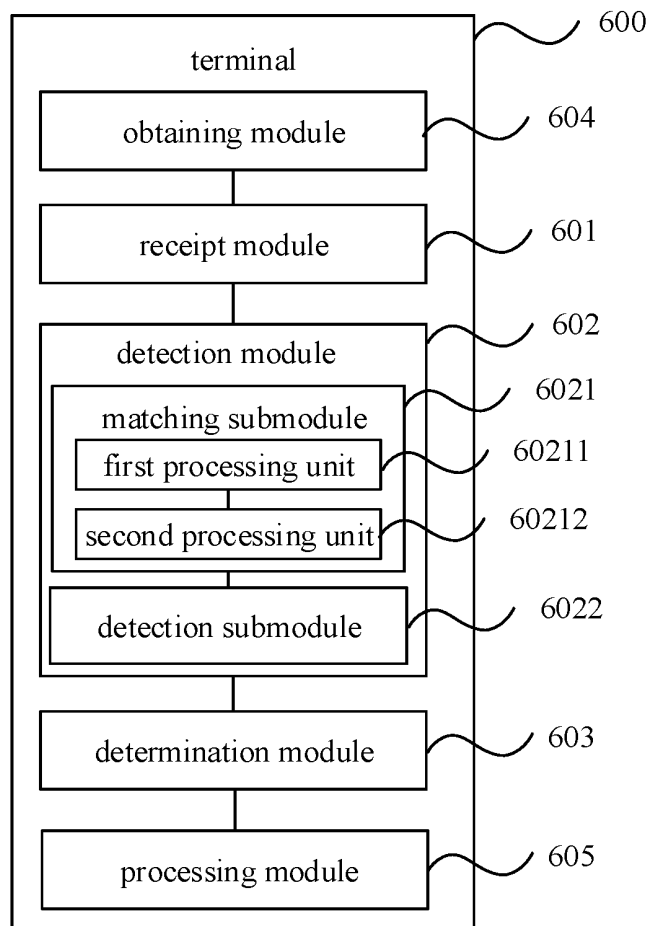 600
terminal
obtaining module 604
receipt module 601
602
detection module
6021
matching submodule
first processing unit 60211
second processing unit 60212
detection submodule 6022
determination module 603
processing module 605